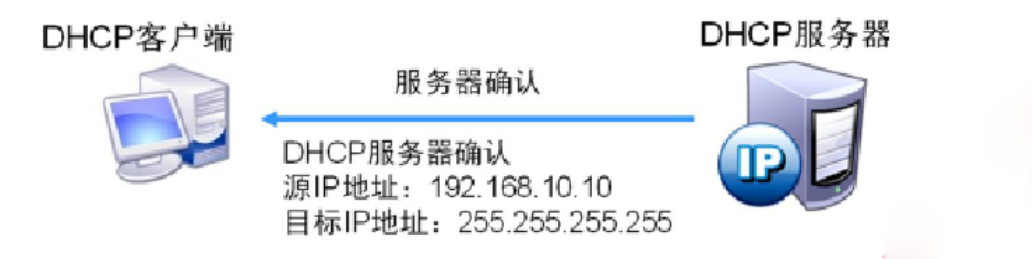 DHCP客户端
DHCP服务器
服务器确认
DHCP服务器确认
源IP地址：192.168.10.10
目标IP地址：255.255.255.255
IP